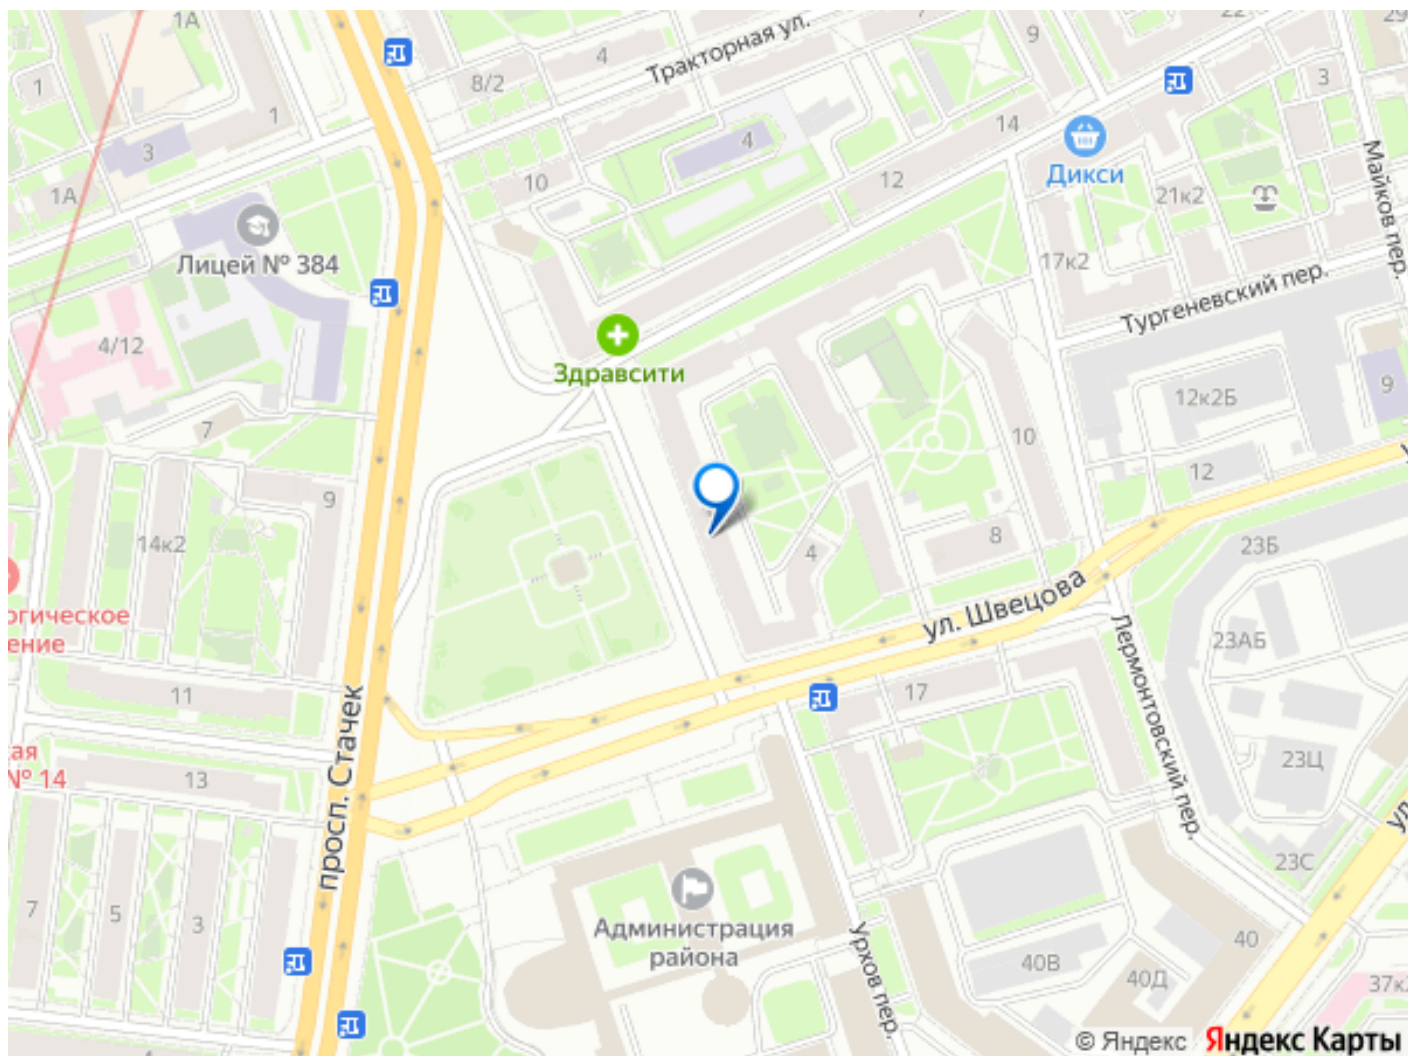 1А
4
Тракторная ул.
7
22
29
9
8/2
1
3
1
14
3
4
Дикси
10
12
1А
21к2
Майков пер.
Лицей № 384
17к2
Тургеневский пер.
4/12
Здравсити
9
12к2Б
7
10
12
9
14к2
4
8
23Б
ул. Швецова
огическое
ение
Лермонтовский пер.
23АБ
11
17
просп. Стачек
ая
№ 14
13
23Ц
ул.
23С
7
5
3
Администрация
района
Урхов пер.
40
40В
40Д
37к
4
© Яндекс Яндекс Карты